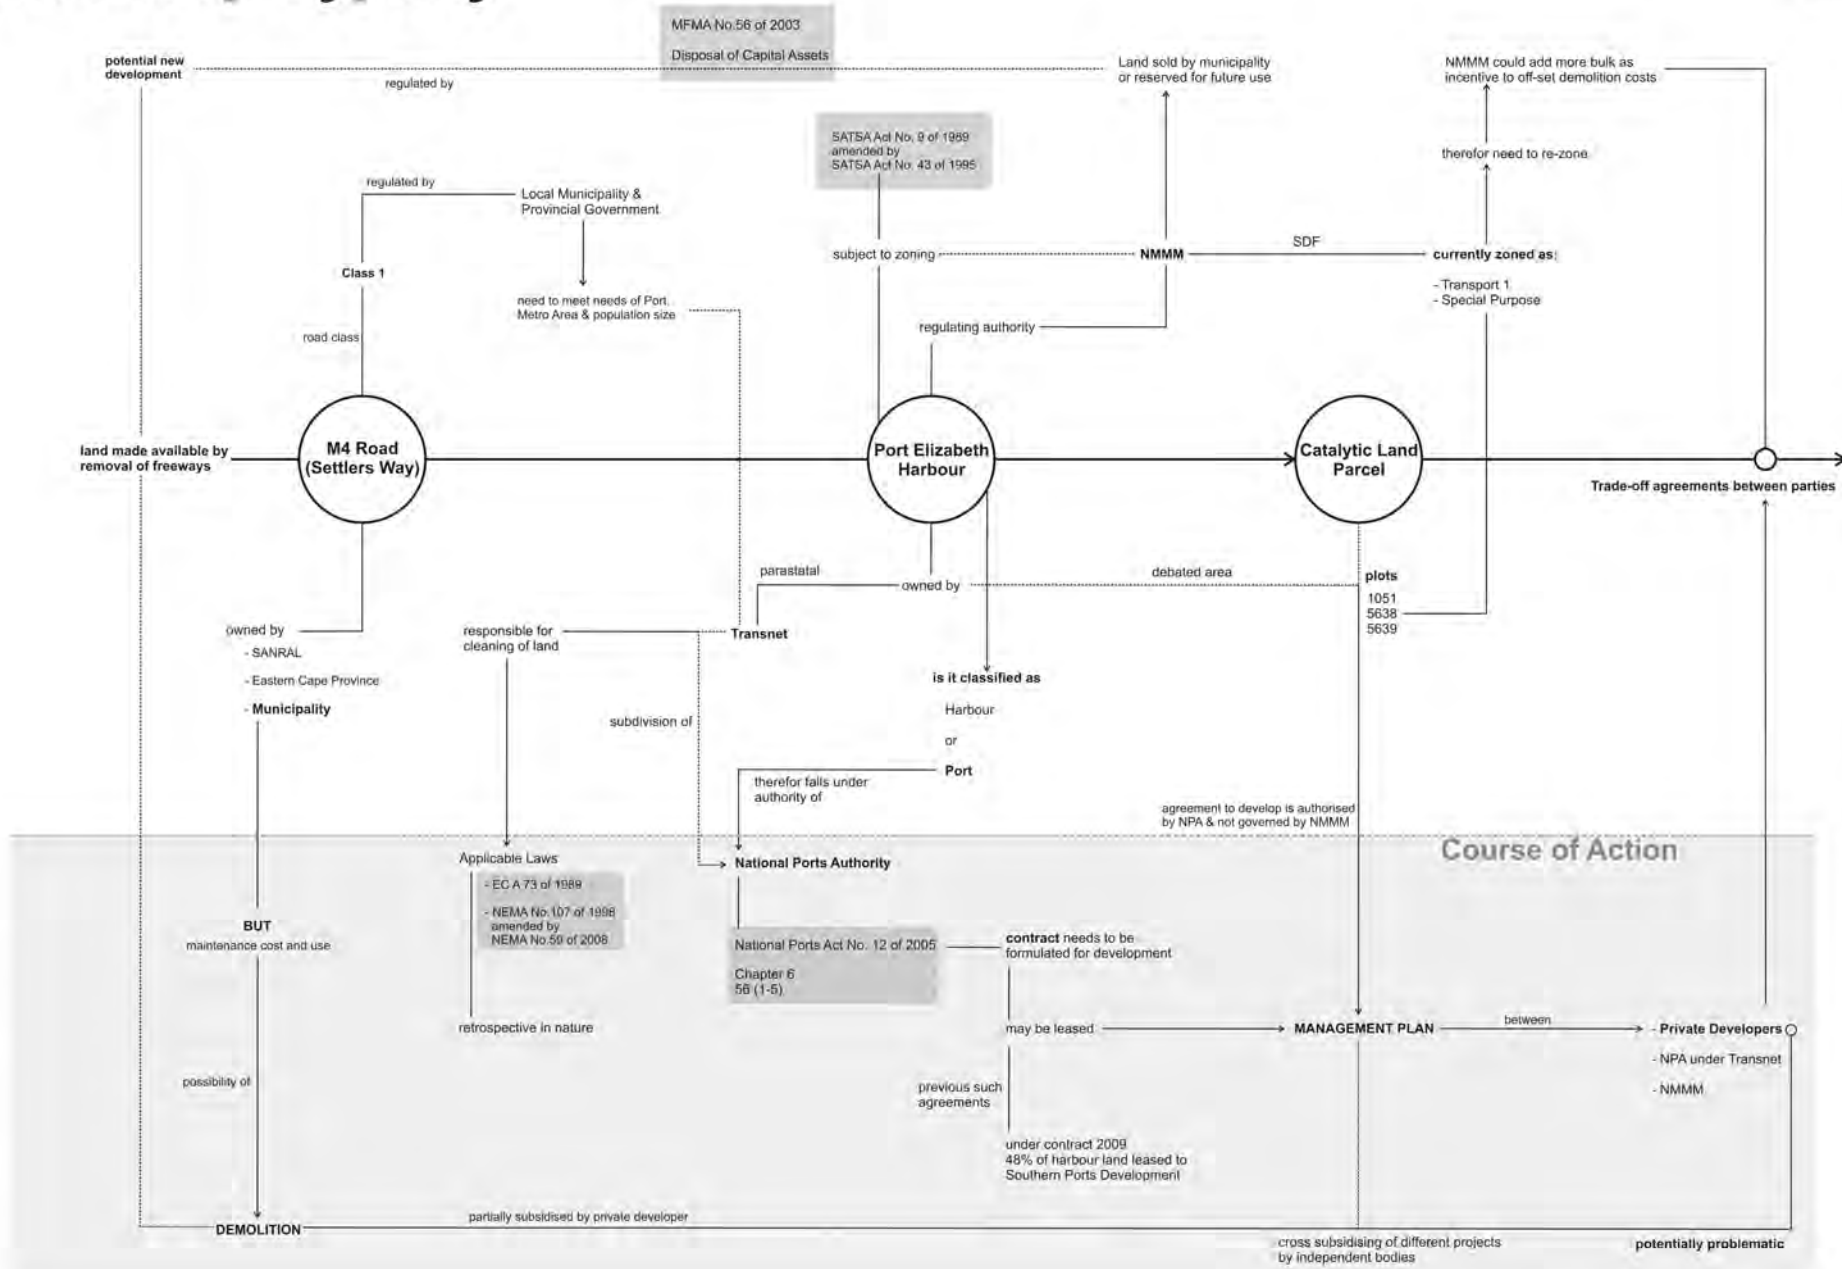 MFMA No.56 of 2003
Disposal of Capital Assets
potential new
development
regulated by
Land sold by municipality
or reserved for future use
NMMM could add more bulk as
incentive to off-set demolition costs
SATSA Act No. 9 of 1989
amended by
SATSA Act No. 43 of 1995
therefor need to re-zone
regulated by
Local Municipality &
Provincial Government
subject to zoning
NMMM
SDF
currently zoned as:
- Transport 1
- Special Purpose
Class 1
need to meet needs of Port,
Metro Area & population size
road class
regulating authority
land made available by
removal of freeways
M4 Road
(Settlers Way)
Port Elizabeth
Harbour
Catalytic Land
Parcel
Trade-off agreements between parties
parastatal
owned by
debated area
plots
1051
5638
5639
owned by
- SANRAL
- Eastern Cape Province
- Municipality
responsible for
cleaning of land
Transnet
is it classified as
Harbour
or
Port
subdivision of
therefor falls under
authority of
agreement to develop is authorised
by NPA & not governed by NMMM
Course of Action
Applicable Laws
- ECA 73 of 1989
- NEMA No.107 of 1998
amended by
NEMA No.59 of 2008
National Ports Authority
BUT
maintenance cost and use
National Ports Act No. 12 of 2005
Chapter 6
56 (1-5)
contract needs to be
formulated for development
retrospective in nature
may be leased
MANAGEMENT PLAN
between
- Private Developers
- NPA under Transnet
- NMMM
possibility of
previous such
agreements
under contract 2009
48% of harbour land leased to
Southern Ports Development
DEMOLITION
partially subsidised by private developer
cross subsidising of different projects
by independent bodies
potentially problematic